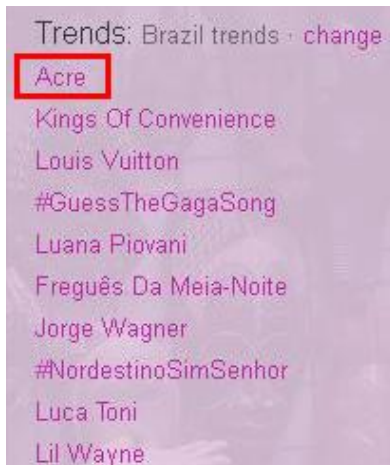 Trends: Brazil trends · change
Acre
Kings Of Convenience
Louis Vuitton
#GuessTheGagaSong
Luana Piovani
Freguês Da Meia-Noite
Jorge Wagner
#NordestinoSimSenhor
Luca Toni
Lil Wayne